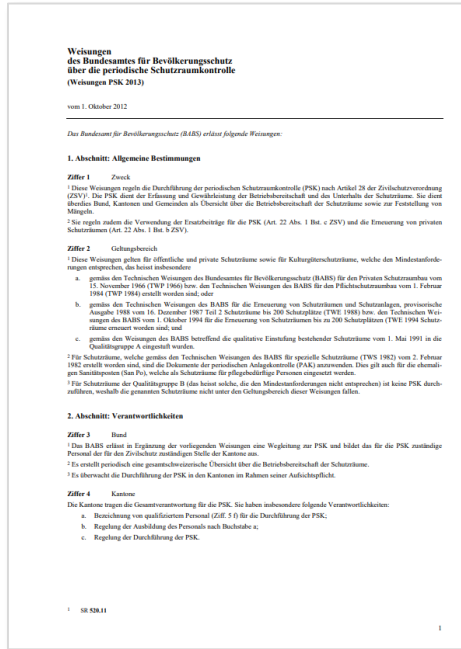 Weisungen
des Bundesamtes für Bevölkerungsschutz
über die periodische Schutzraumkontrolle
(Weisungen PSK 2013)
vom 1. Oktober 2012
Das Bundesamt für Bevölkerungsschutz (BABS) erlässt folgende Weisungen:
1. Abschnitt: Allgemeine Bestimmungen
Ziffer 1 Zweck
1 Diese Weisungen regeln die Durchführung der periodischen Schutzraumkontrolle (PSK) nach Artikel 28 der Zivilschutzverordnung
(ZSV)1. Die PSK dient der Erfassung und Gewährleistung der Betriebsbereitschaft und des Unterhalts der Schutzräume. Sie dient
überdies Bund, Kantonen und Gemeinden als Übersicht über die Betriebsbereitschaft der Schutzräume sowie zur Feststellung von
Mängeln.
2 Sie regeln zudem die Verwendung der Ersatzbeiträge für die PSK (Art. 22 Abs. 1 Bst. c ZSV) und die Erneuerung von privaten
Schutzräumen (Art. 22 Abs. 1 Bst. b ZSV).
Ziffer 2 Geltungsbereich
1 Diese Weisungen gelten für öffentliche und private Schutzräume sowie für Kulturgüterschutzräume, welche den Mindestanforde-
rungen entsprechen, das heisst insbesondere
a. gemäss den Technischen Weisungen des Bundesamtes für Bevölkerungsschutz (BABS) für den Privaten Schutzraumbau vom
15. November 1966 (TWP 1966) bzw. den Technischen Weisungen des BABS für den Pflichtschutzraumbau vom 1. Februar
1984 (TWP 1984) erstellt worden sind; oder
b. gemäss den Technischen Weisungen des BABS für die Erneuerung von Schutzräumen und Schutzanlagen, provisorische
Ausgabe 1988 vom 16. Dezember 1987 Teil 2 Schutzräume bis 200 Schutzplätze (TWE 1988) bzw. den Technischen Wei-
sungen des BABS vom 1. Oktober 1994 für die Erneuerung von Schutzräumen bis zu 200 Schutzplätzen (TWE 1994 Schutz-
räume erneuert worden sind; und
c. gemäss den Weisungen des BABS betreffend die qualitative Einstufung bestehender Schutzräume vom 1. Mai 1991 in die
Qualitätsgruppe A eingestuft wurden.
2 Für Schutzräume, welche gemäss den Technischen Weisungen des BABS für spezielle Schutzräume (TWS 1982) vom 2. Februar
1982 erstellt worden sind, sind die Dokumente der periodischen Anlagekontrolle (PAK) anzuwenden. Dies gilt auch für die ehemali-
gen Sanitätsposten (San Po), welche als Schutzräume für pflegebedürftige Personen eingesetzt werden.
3 Für Schutzräume der Qualitätsgruppe B (das heisst solche, die den Mindestanforderungen nicht entsprechen) ist keine PSK durch-
zuführen, weshalb die genannten Schutzräume nicht unter den Geltungsbereich dieser Weisungen fallen.
2. Abschnitt: Verantwortlichkeiten
Ziffer 3 Bund
1 Das BABS erlässt in Ergänzung der vorliegenden Weisungen eine Wegleitung zur PSK und bildet das für die PSK zuständige
Personal der für den Zivilschutz zuständigen Stelle der Kantone aus.
2 Es erstellt periodisch eine gesamtschweizerische Übersicht über die Betriebsbereitschaft der Schutzräume.
3 Es überwacht die Durchführung der PSK in den Kantonen im Rahmen seiner Aufsichtspflicht.
Ziffer 4 Kantone
Die Kantone tragen die Gesamtverantwortung für die PSK. Sie haben insbesondere folgende Verantwortlichkeiten:
a. Bezeichnung von qualifiziertem Personal (Ziff. 5 f) für die Durchführung der PSK;
b. Regelung der Ausbildung des Personals nach Buchstabe a;
c. Regelung der Durchführung der PSK.
1 SR 520.11
1